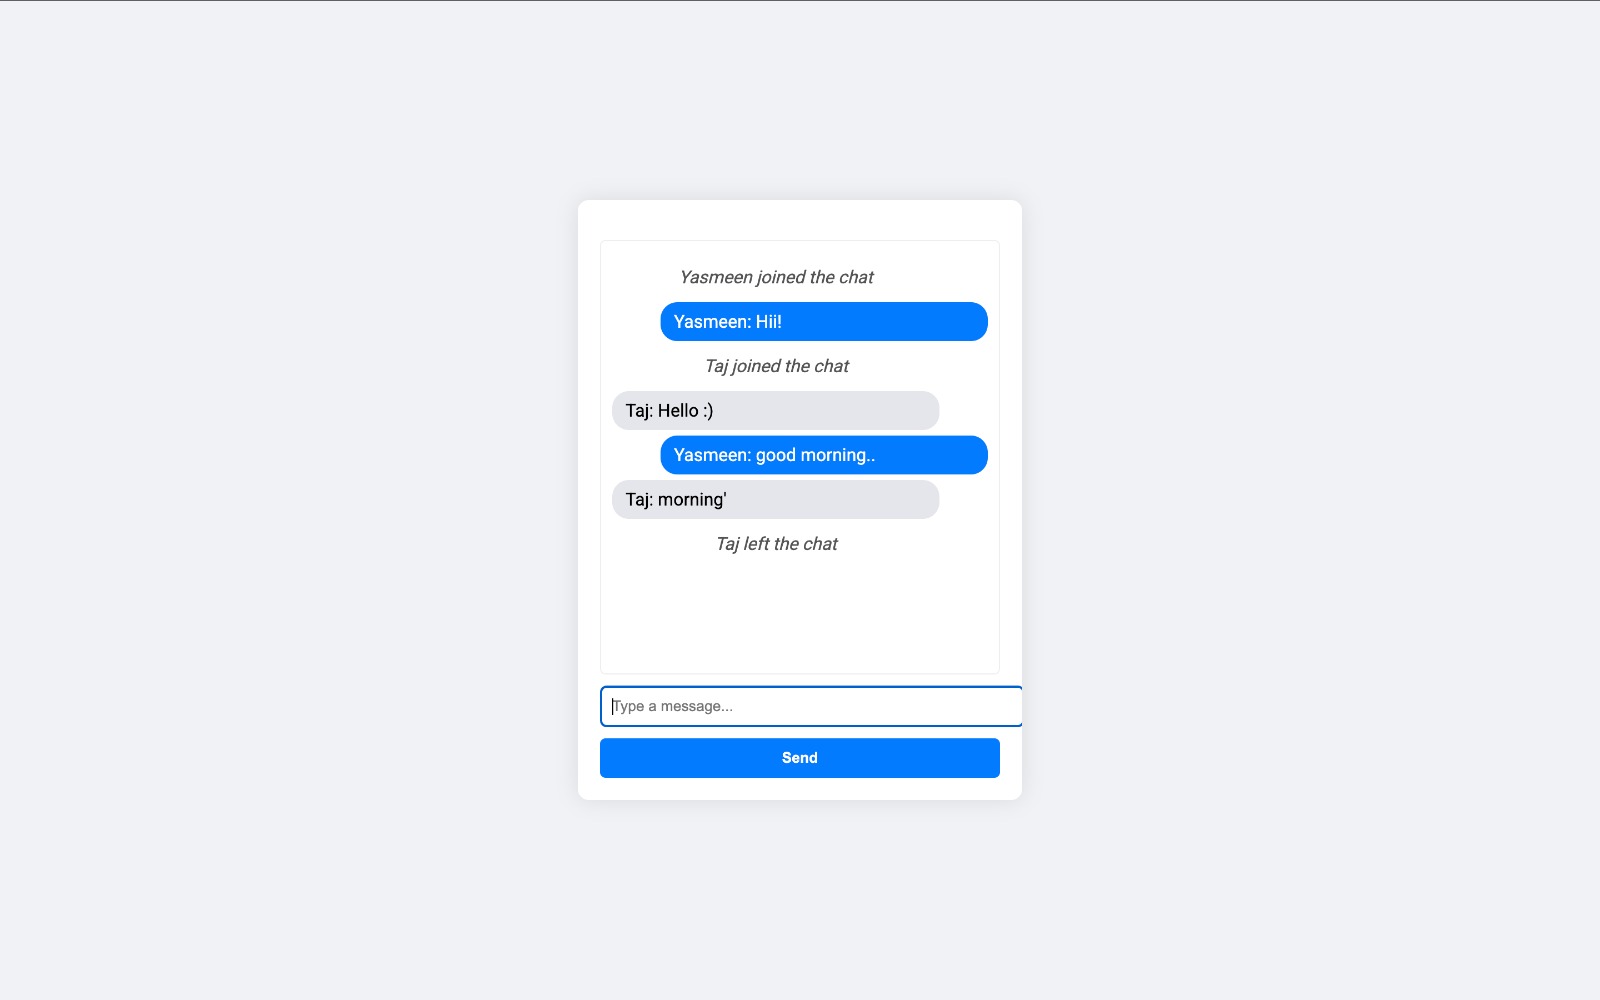 Yasmeen joined the chat
Yasmeen: Hii!
Taj joined the chat
Taj: Hello :)
Yasmeen: good morning..
Taj: morning'
Taj left the chat
Type a message...
Send